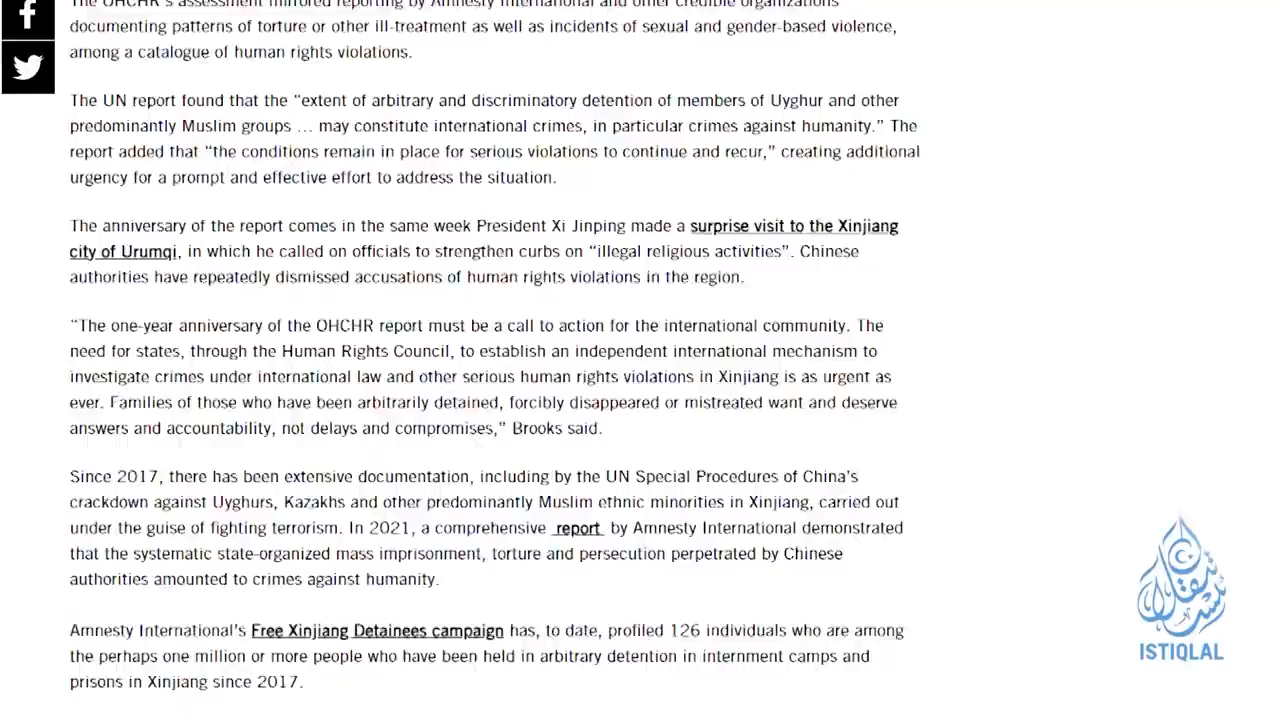 The OHCHR's assessment mirrored reporting by Amnesty International and other credible organizations
documenting patterns of torture or other ill-treatment as well as incidents of sexual and gender-based violence,
among a catalogue of human rights violations.
The UN report found that the “extent of arbitrary and discriminatory detention of members of Uyghur and other
predominantly Muslim groups … may constitute international crimes, in particular crimes against humanity.” The
report added that “the conditions remain in place for serious violations to continue and recur,” creating additional
urgency for a prompt and effective effort to address the situation.
The anniversary of the report comes in the same week President Xi Jinping made a surprise visit to the Xinjiang
city of Urumqi, in which he called on officials to strengthen curbs on “illegal religious activities”. Chinese
authorities have repeatedly dismissed accusations of human rights violations in the region.
“The one-year anniversary of the OHCHR report must be a call to action for the international community. The
need for states, through the Human Rights Council, to establish an independent international mechanism to
investigate crimes under international law and other serious human rights violations in Xinjiang is as urgent as
ever. Families of those who have been arbitrarily detained, forcibly disappeared or mistreated want and deserve
answers and accountability, not delays and compromises,” Brooks said.
Since 2017, there has been extensive documentation, including by the UN Special Procedures of China's
crackdown against Uyghurs, Kazakhs and other predominantly Muslim ethnic minorities in Xinjiang, carried out
under the guise of fighting terrorism. In 2021, a comprehensive report by Amnesty International demonstrated
that the systematic state-organized mass imprisonment, torture and persecution perpetrated by Chinese
authorities amounted to crimes against humanity.
Amnesty International's Free Xinjiang Detainees campaign has, to date, profiled 126 individuals who are among
the perhaps one million or more people who have been held in arbitrary detention in internment camps and
prisons in Xinjiang since 2017.
ISTIQLAL